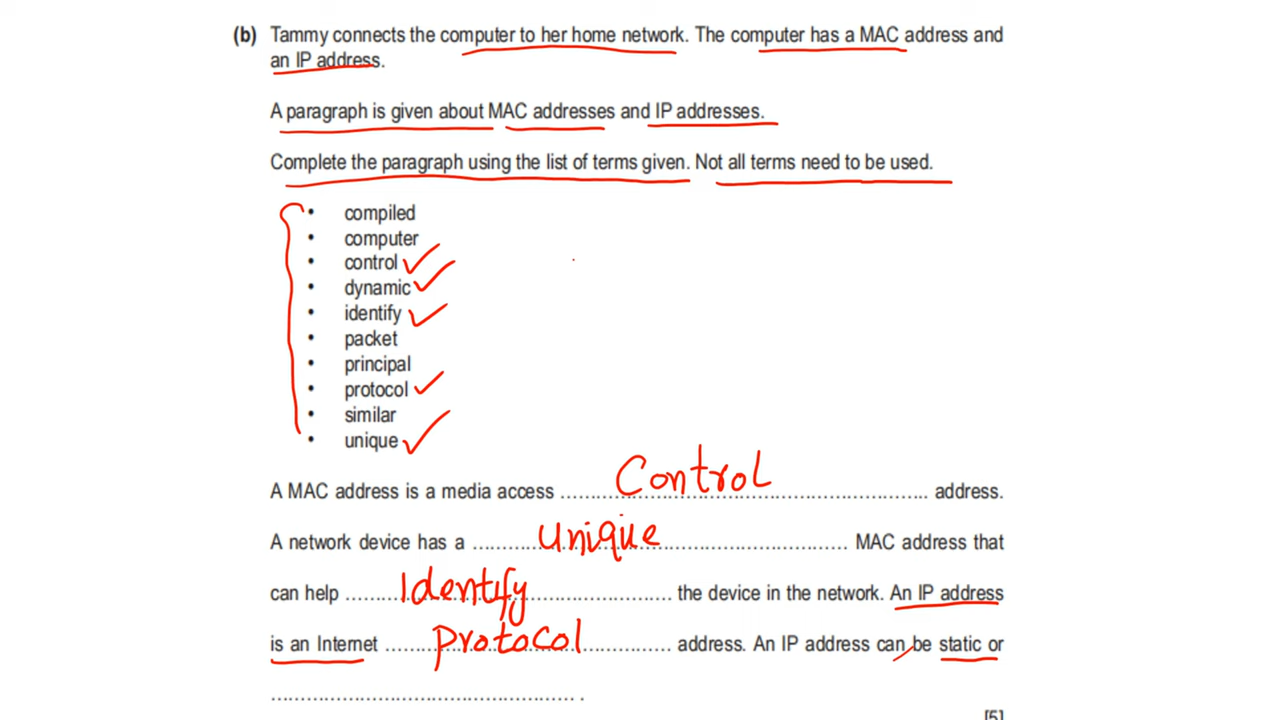 (b) Tammy connects the computer to her home network. The computer has a MAC address and
an IP address.
A paragraph is given about MAC addresses and IP addresses.
Complete the paragraph using the list of terms given. Not all terms need to be used.
• compiled
• computer
• control
• dynamic
• identify
• packet
• principal
• protocol
• similar
• unique
A MAC address is a media access ...... Control ...... address.
A network device has a ...... unique ...... MAC address that
can help ...... Identify ...... the device in the network. An IP address
is an Internet ...... protocol ...... address. An IP address can be static or
...... .
[5]